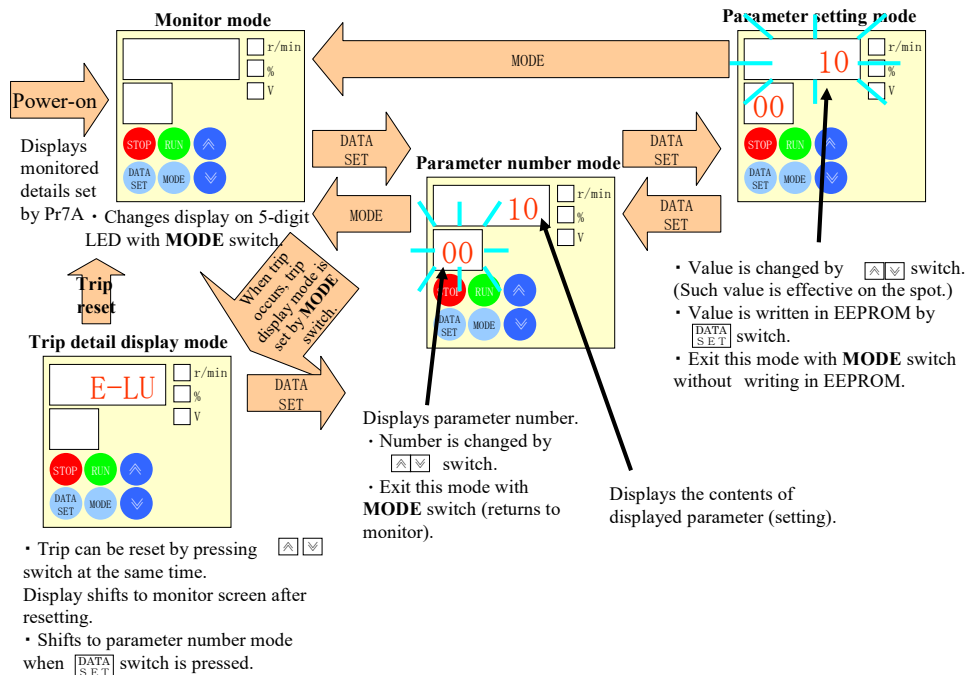 Monitor mode
r/min
%
V
STOP
RUN
DATA
SET
MODE
Power-on
Displays
monitored
details set
by Pr7A
・Changes display on 5-digit
LED with MODE switch.
MODE
Parameter setting mode
10
00
r/min
%
V
STOP
RUN
DATA
SET
MODE
DATA
SET
MODE
Parameter number mode
10
00
r/min
%
V
STOP
RUN
DATA
SET
MODE
DATA
SET
DATA
SET
・Value is changed by switch.
(Such value is effective on the spot.)
・Value is written in EEPROM by
DATA
SET switch.
・Exit this mode with MODE switch
without writing in EEPROM.
Trip
reset
When trip
occurs, trip
display mode is
set by MODE
switch.
Trip detail display mode
E-LU
r/min
%
V
STOP
RUN
DATA
SET
MODE
DATA
SET
Displays parameter number.
・Number is changed by
switch.
・Exit this mode with
MODE switch (returns to
monitor).
Displays the contents of
displayed parameter (setting).
・Trip can be reset by pressing
switch at the same time.
Display shifts to monitor screen after
resetting.
・Shifts to parameter number mode
when DATA
SET switch is pressed.